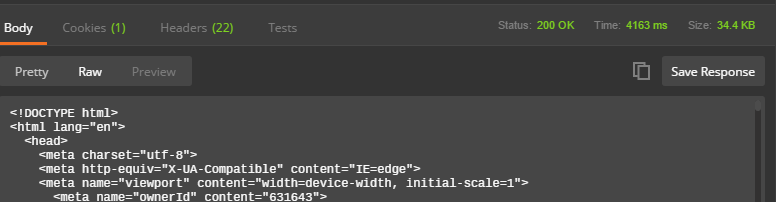 Body Cookies (1) Headers (22) Tests Status: 200 OK Time: 4163 ms Size: 34.4 KB
Pretty Raw Preview Save Response
<!DOCTYPE html>
<html lang="en">
<head>
<meta charset="utf-8">
<meta http-equiv="X-UA-Compatible" content="IE=edge">
<meta name="viewport" content="width=device-width, initial-scale=1">
<meta name="ownerId" content="631643">